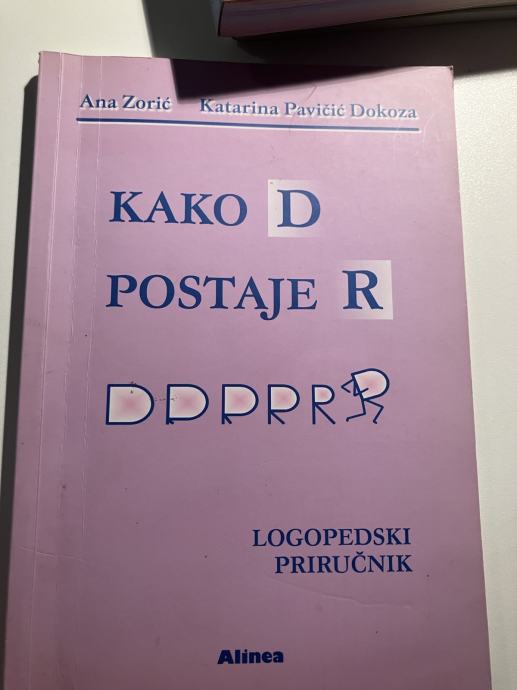 Ana Zorić Katarina Pavičić Dokoza
KAKO D
POSTAJE R
D D D R R R
LOGOPEDSKI
PRIRUČNIK
Alinea